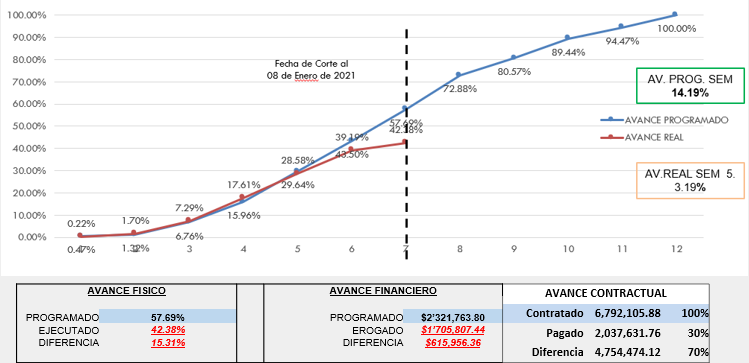 100.00%
90.00%
80.00%
70.00%
60.00%
50.00%
40.00%
30.00%
20.00%
10.00%
0.00%
Fecha de Corte al
08 de Enero de 2021
0.22%
1.70%
7.29%
17.61%
28.58%
39.19%
42.38%
0.47%
1.32%
6.76%
15.96%
29.64%
43.50%
57.69%
72.88%
80.57%
89.44%
94.47%
100.00%
1 2 3 4 5 6 7 8 9 10 11 12
AV. PROG. SEM
14.19%
AVANCE PROGRAMADO
AVANCE REAL
AV.REAL SEM 5.
3.19%
AVANCE FISICO
PROGRAMADO 57.69%
EJECUTADO 42.38%
DIFERENCIA 15.31%
AVANCE FINANCIERO
PROGRAMADO $2'321,763.80
EROGADO $1'705,807.44
DIFERENCIA $615,956.36
AVANCE CONTRACTUAL
Contratado 6,792,105.88 100%
Pagado 2,037,631.76 30%
Diferencia 4,754,474.12 70%